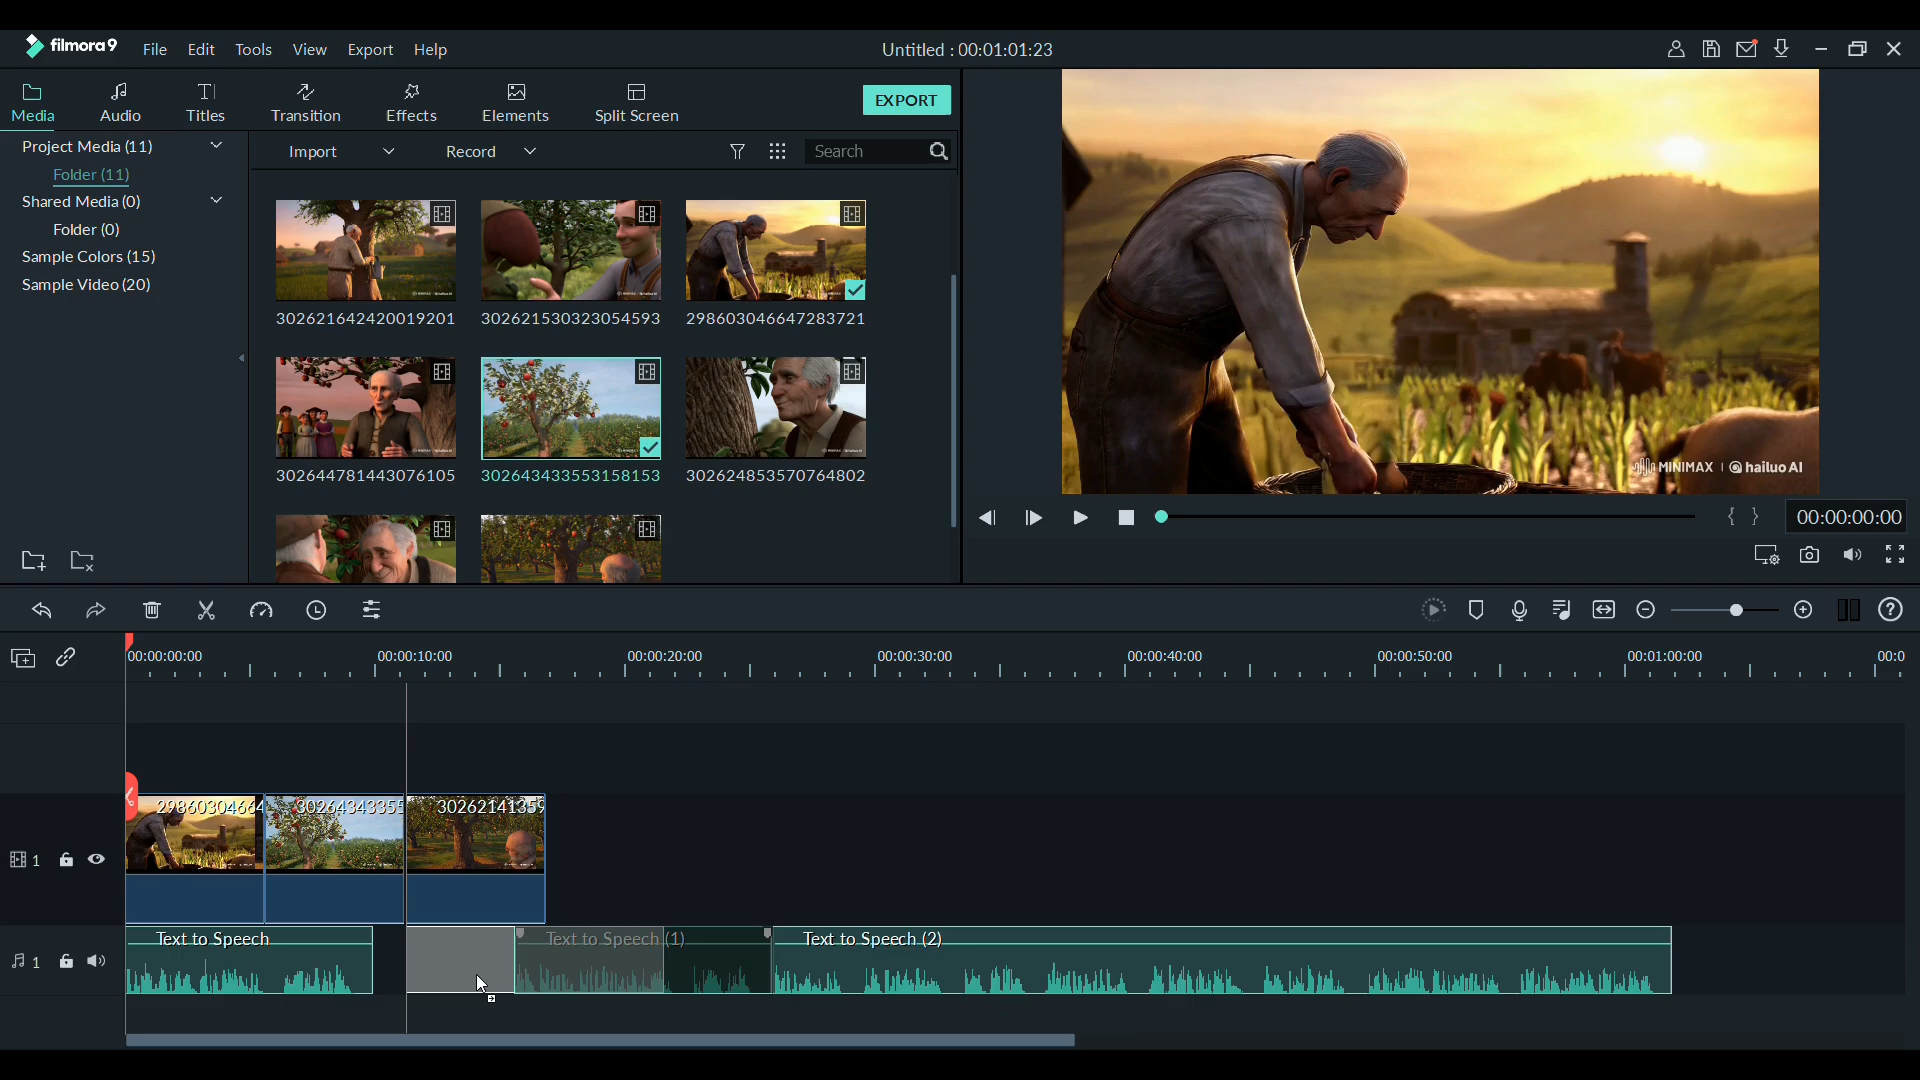 filmora9 File Edit Tools View Export Help Untitled : 00:01:01:23
Media Audio Titles Transition Effects Elements Split Screen EXPORT
Project Media (11)
Folder (11)
Shared Media (0)
Folder (0)
Sample Colors (15)
Sample Video (20)
Import Record Search
302621642420019201 302621530323054593 298603046647283721
302644781443076105 302643433553158153 302624853570764802
MINIMAX | hailuo AI
{ } 00:00:00:00
00:00:00:00 00:00:10:00 00:00:20:00 00:00:30:00 00:00:40:00 00:00:50:00 00:01:00:00 00:0
29860304664 30264343355 30262141359
1
Text to Speech Text to Speech (1) Text to Speech (2)
1